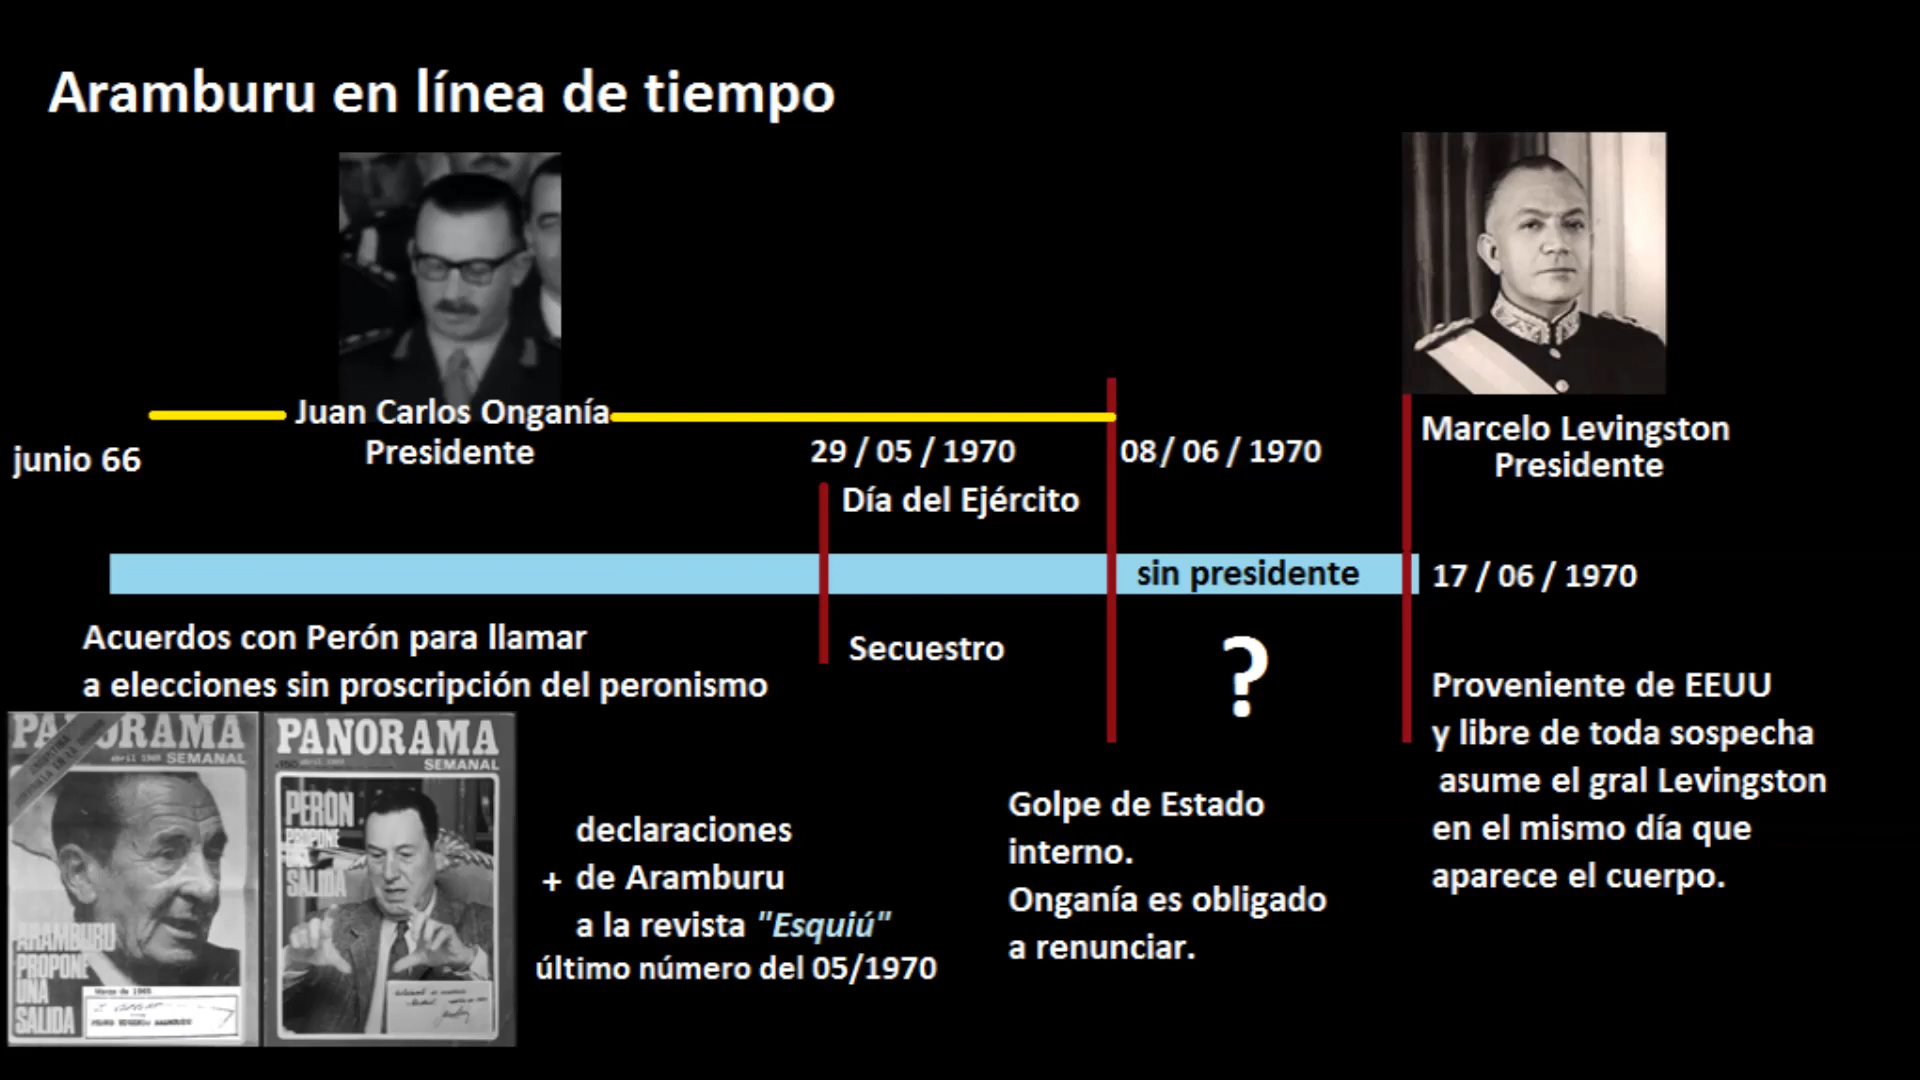 Aramburu en línea de tiempo
Juan Carlos Onganía
Presidente
junio 66
29 / 05 / 1970
Día del Ejército
08/ 06 / 1970
Marcelo Levingston
Presidente
sin presidente
17 / 06 / 1970
Acuerdos con Perón para llamar
a elecciones sin proscripción del peronismo
Secuestro
?
Proveniente de EEUU
y libre de toda sospecha
asume el gral Levingston
en el mismo día que
aparece el cuerpo.
Golpe de Estado
interno.
Onganía es obligado
a renunciar.
declaraciones
+ de Aramburu
a la revista "Esquiú"
último número del 05/1970
PANORAMA
SEMANAL
ARAMBURU
PROPONE
UNA
SALIDA
PANORAMA
SEMANAL
PERON
PROPONE
UNA
SALIDA